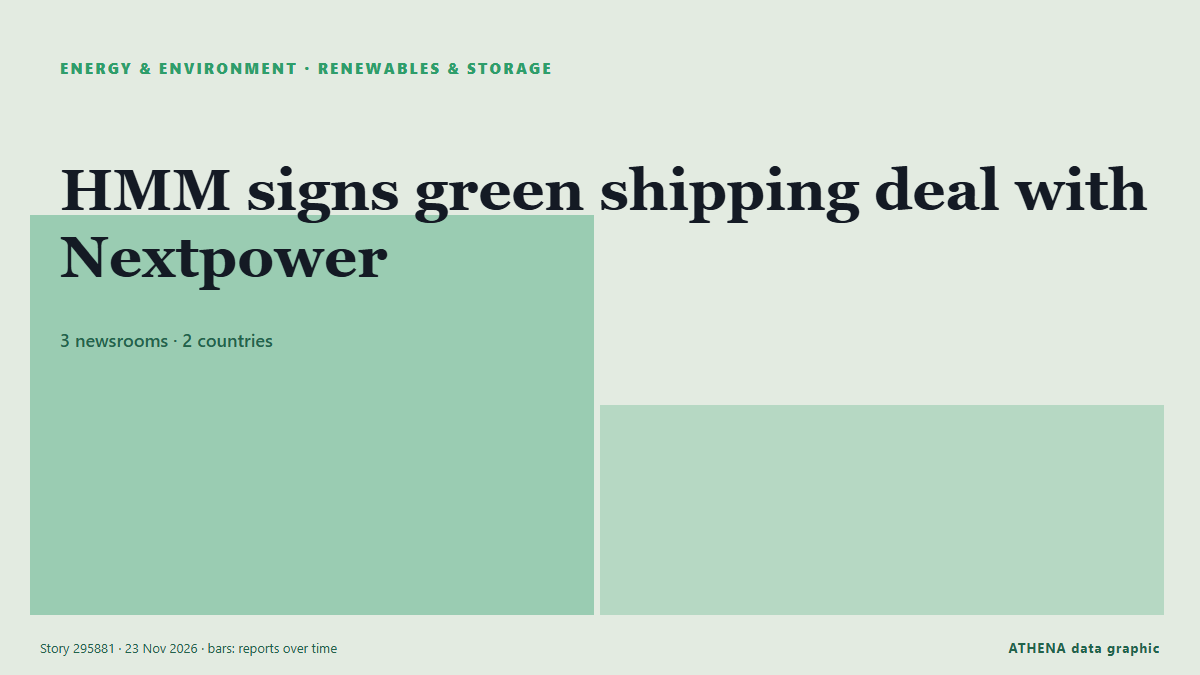 ENERGY & ENVIRONMENT · RENEWABLES & STORAGE
HMM signs green shipping deal with
Nextpower
3 newsrooms · 2 countries
Story 295881 · 23 Nov 2026 · bars: reports over time
ATHENA data graphic